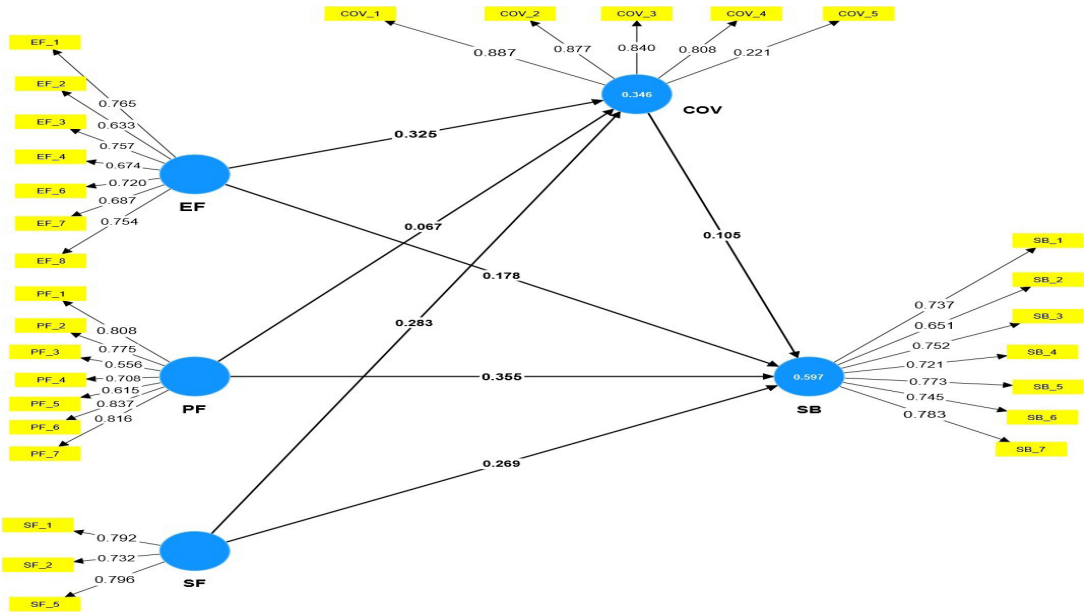 COV_1 COV_2 COV_3 COV_4 COV_5
0.887 0.877 0.840 0.808 0.221
0.346
COV
EF_1
EF_2
EF_3
EF_4
EF_6
EF_7
EF_8
0.765
0.633
0.757
0.674
0.720
0.687
0.754
EF
0.325
0.067
0.178
0.283
0.105
0.355
0.269
PF_1
PF_2
PF_3
PF_4
PF_5
PF_6
PF_7
0.808
0.775
0.556
0.708
0.615
0.837
0.816
PF
SF_1
SF_2
SF_5
0.792
0.732
0.796
SF
0.597
SB
0.737
0.651
0.752
0.721
0.773
0.745
0.783
SB_1
SB_2
SB_3
SB_4
SB_5
SB_6
SB_7